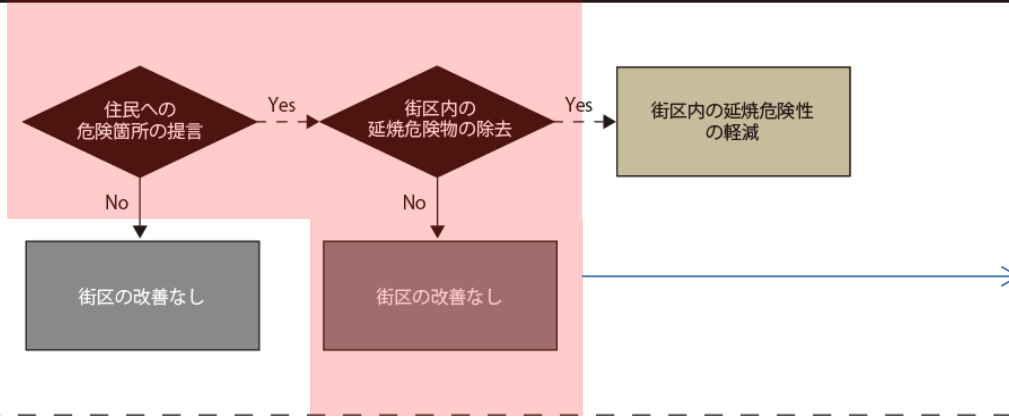 住民への
危険箇所の提言
Yes
街区内の
延焼危険物の除去
Yes
街区内の延焼危険性
の軽減
No
No
街区の改善なし
街区の改善なし